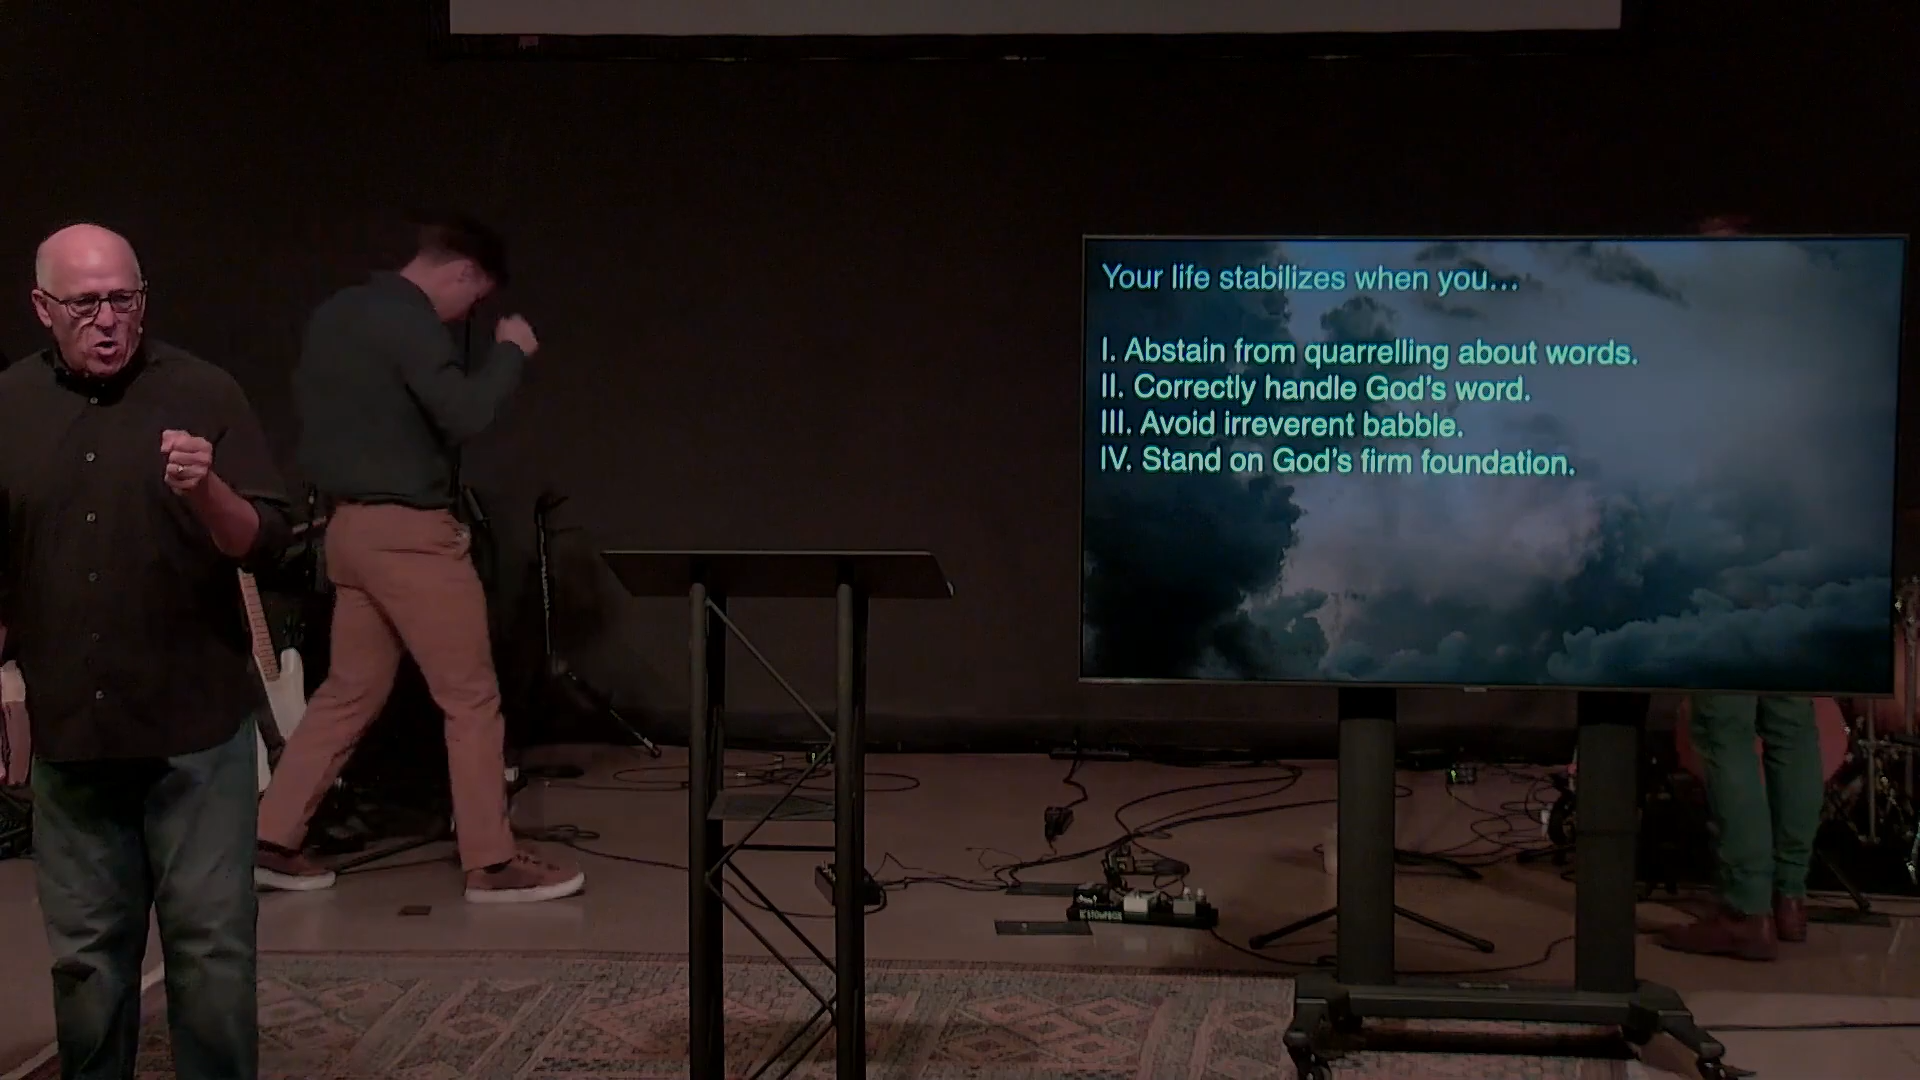 Your life stabilizes when you...
I. Abstain from quarrelling about words.
II. Correctly handle God's word.
III. Avoid irreverent babble.
IV. Stand on God's firm foundation.